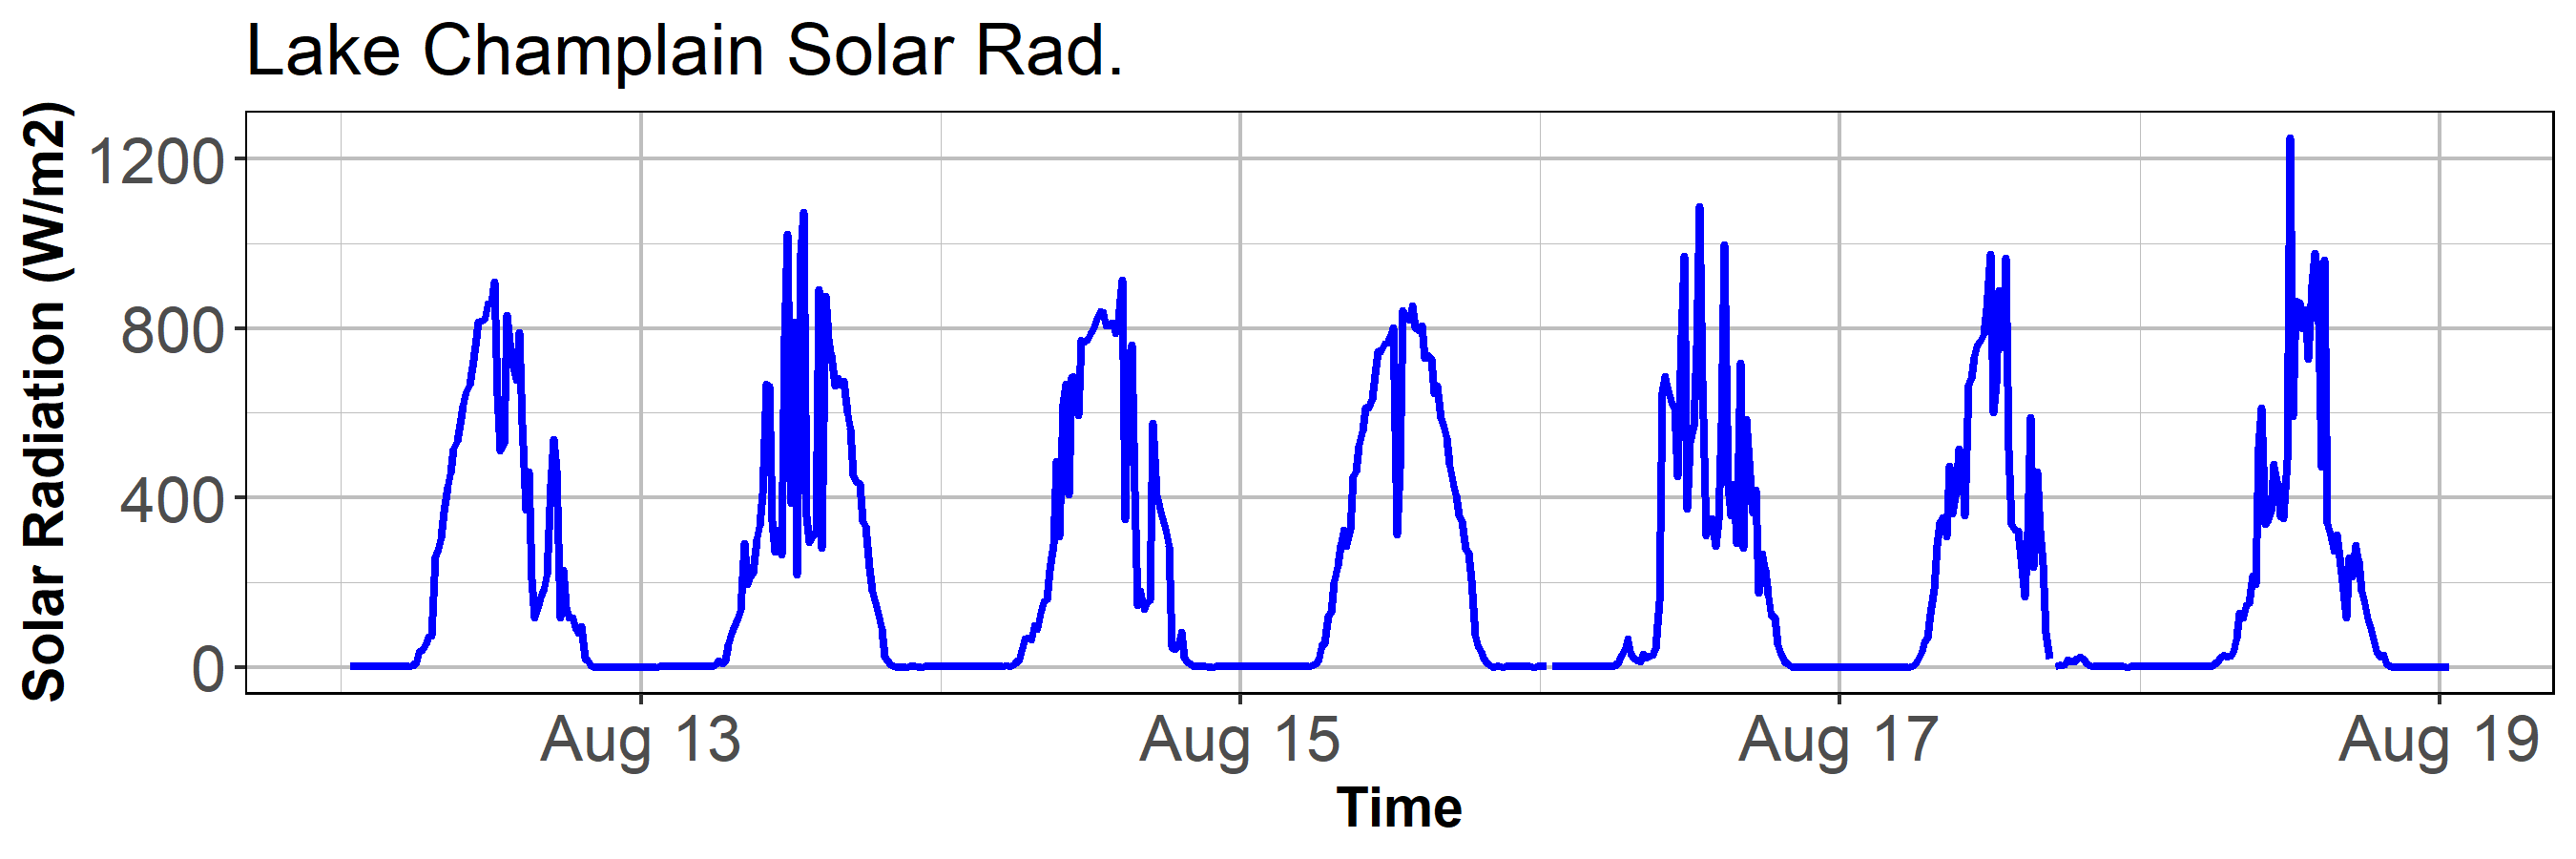 Lake Champlain Solar Rad.
Solar Radiation (W/m2)
1200
800
400
0
Aug 13 Aug 15 Aug 17 Aug 19
Time